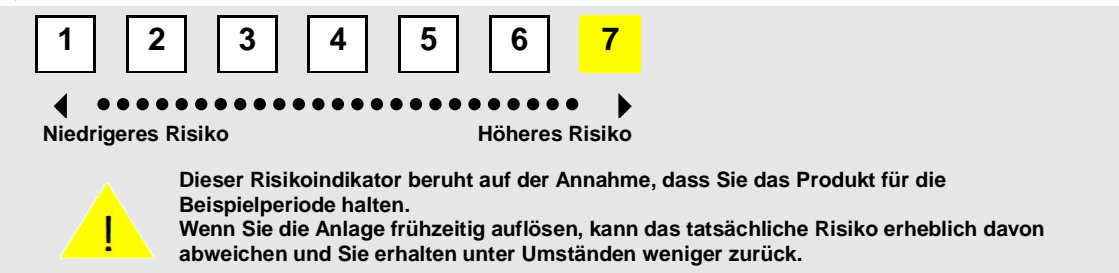 1 2 3 4 5 6 7
Niedrigeres Risiko Höheres Risiko
Dieser Risikoindikator beruht auf der Annahme, dass Sie das Produkt für die
Beispielperiode halten.
! Wenn Sie die Anlage frühzeitig auflösen, kann das tatsächliche Risiko erheblich davon
abweichen und Sie erhalten unter Umständen weniger zurück.